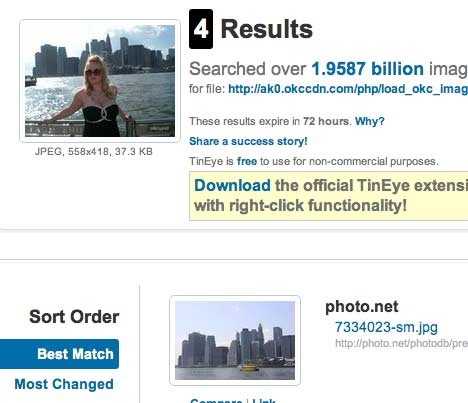 4 Results
Searched over 1.9587 billion imag
for file: http://ak0.okccdn.com/php/load_okc_imag
These results expire in 72 hours. Why?
Share a success story!
TinEye is free to use for non-commercial purposes.
Download the official TinEye extensi
with right-click functionality!
JPEG, 558x418, 37.3 KB
Sort Order
Best Match
Most Changed
photo.net
7334023-sm.jpg
http://photo.net/photodb/pre
Compare | Link